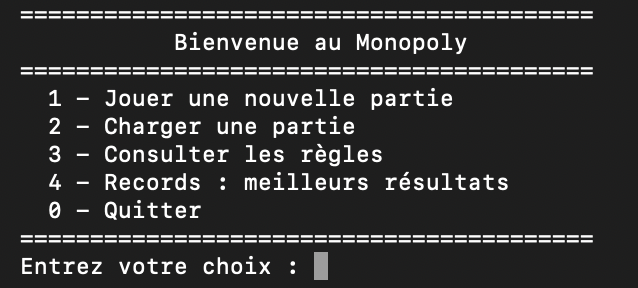 =========================================
Bienvenue au Monopoly
=========================================
1 – Jouer une nouvelle partie
2 – Charger une partie
3 – Consulter les règles
4 – Records : meilleurs résultats
0 – Quitter
=========================================
Entrez votre choix :